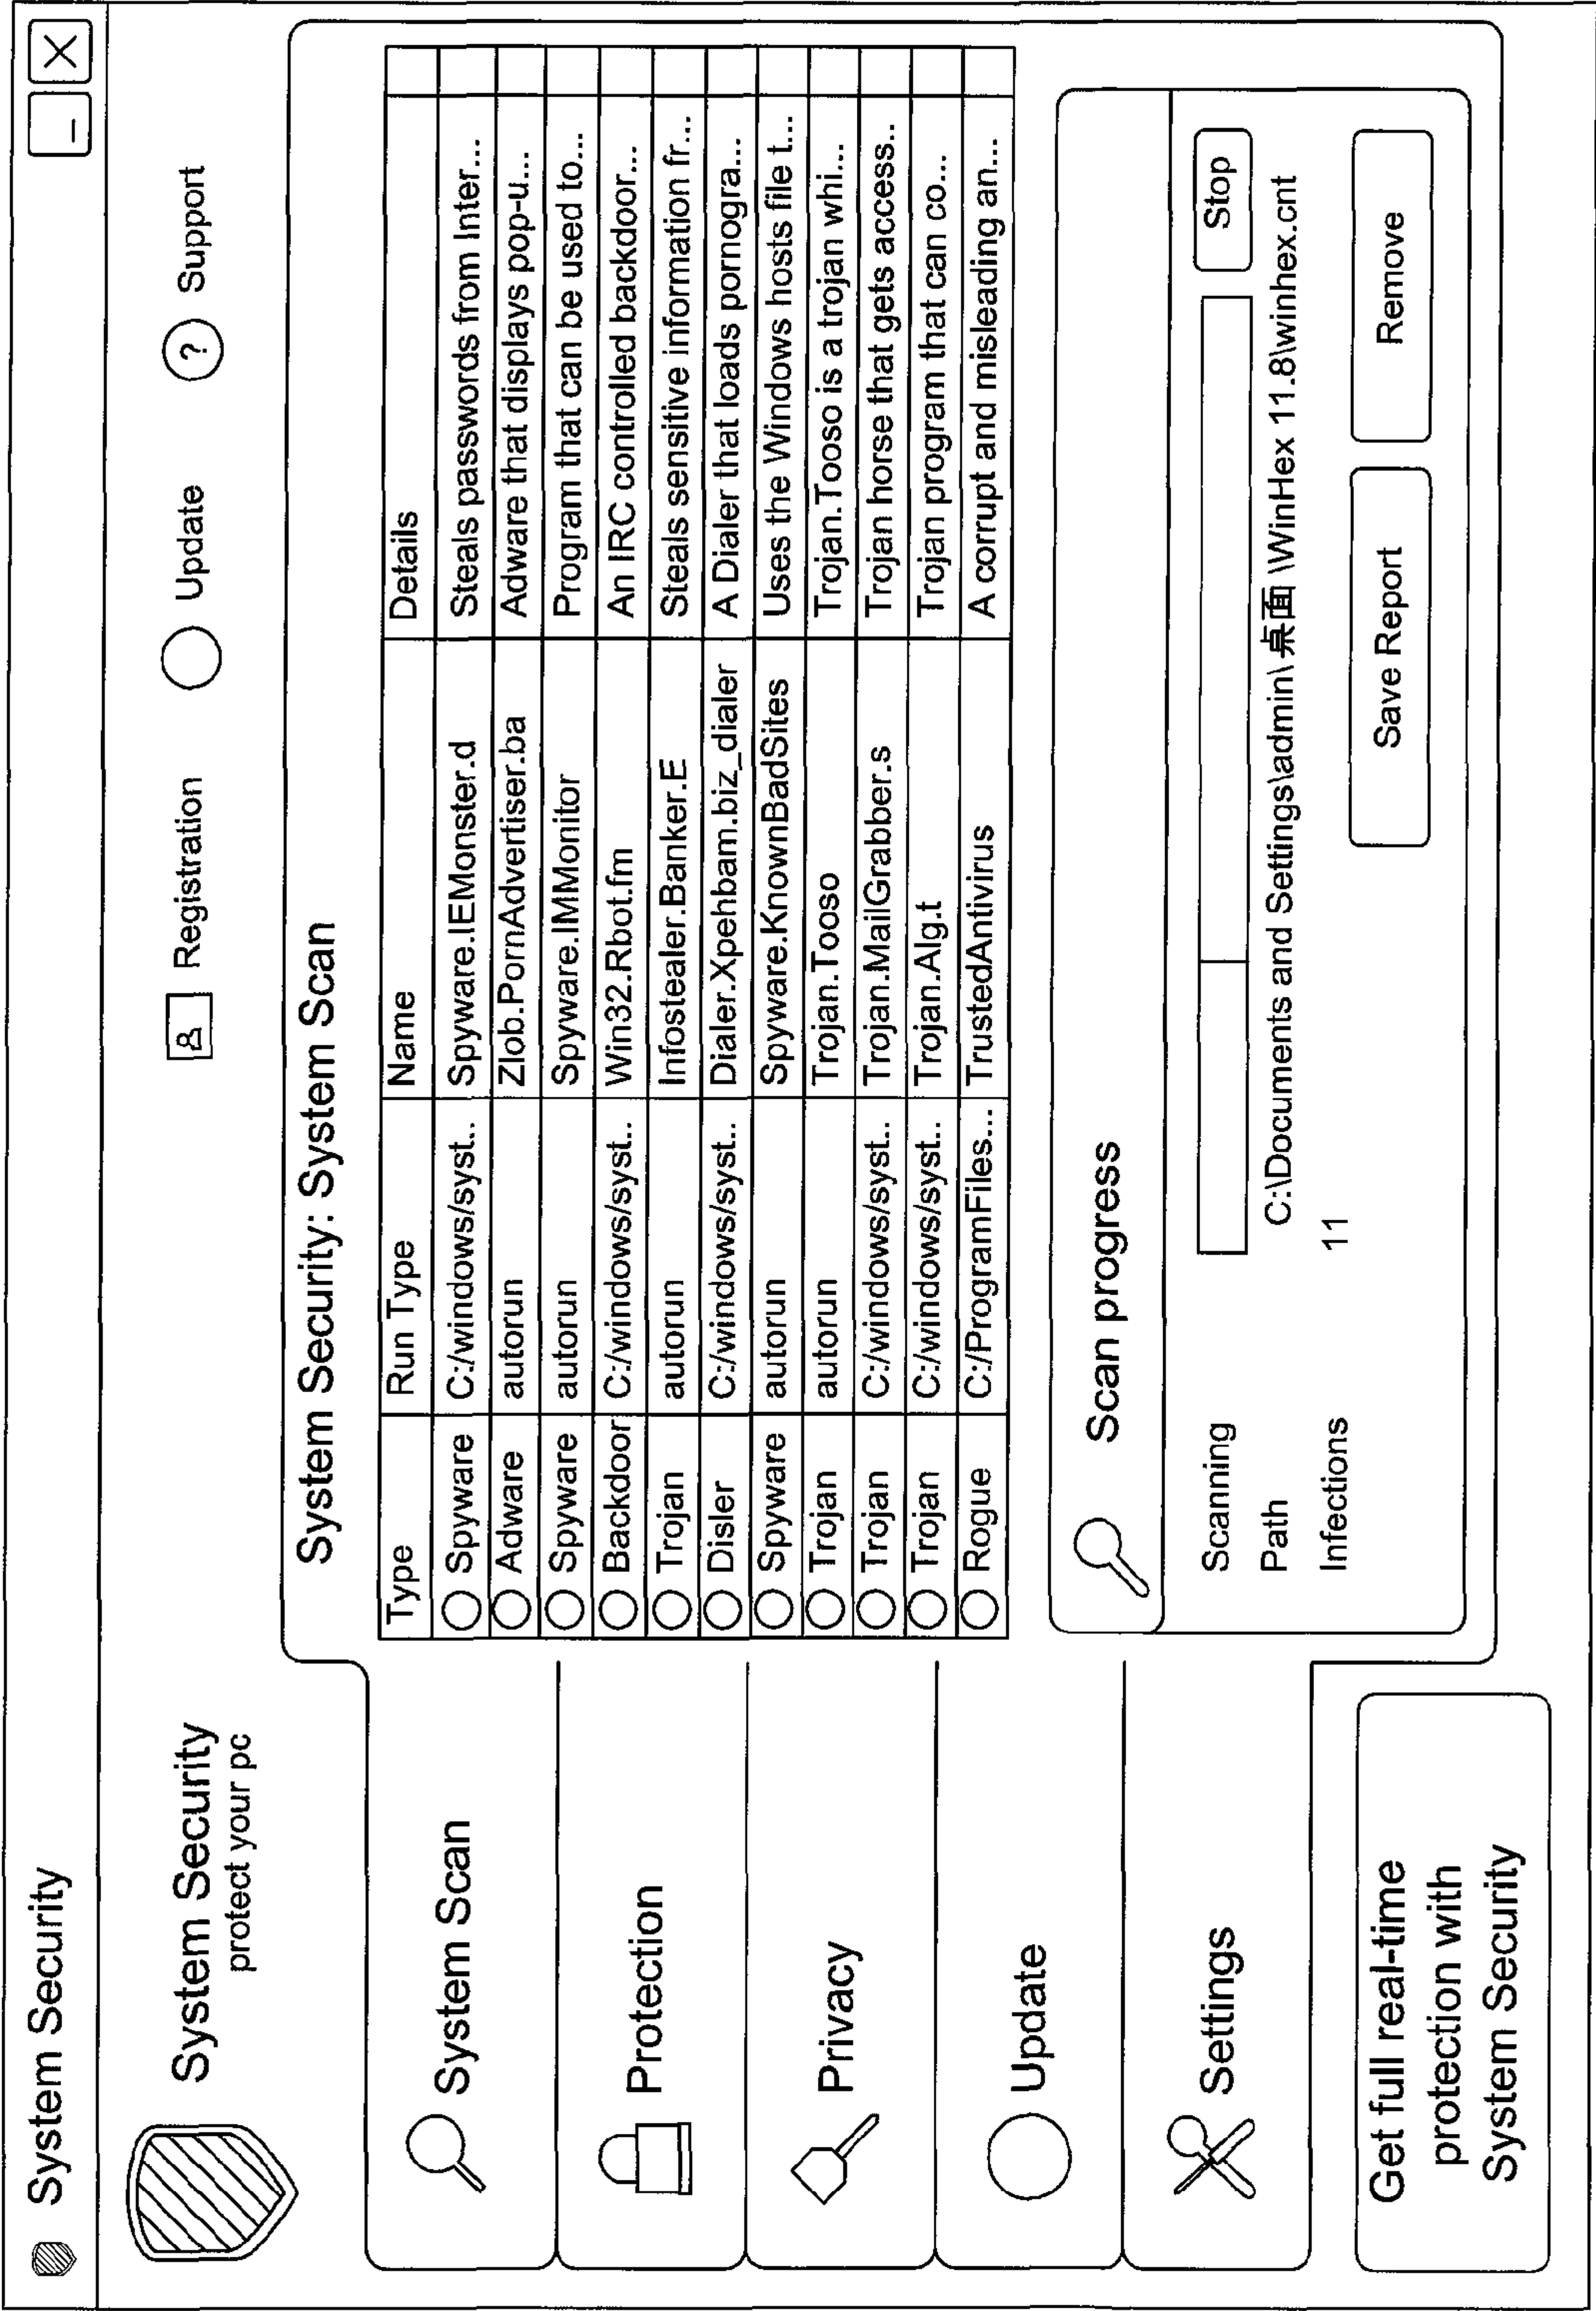 System Security
System Security
protect your pc
Registration
Update
? Support
System Scan
Protection
Privacy
Update
Settings
Get full real-time
protection with
System Security
System Security: System Scan
Type Run Type Name Details
Spyware C:/windows/syst.. Spyware.IEMonster.d Steals passwords from Inter...
Adware autorun Zlob.PornAdvertiser.ba Adware that displays pop-u...
Spyware autorun Spyware.IMMonitor Program that can be used to...
Backdoor C:/windows/syst.. Win32.Rbot.fm An IRC controlled backdoor...
Trojan autorun Infostealer.Banker.E Steals sensitive information fr...
Disler C:/windows/syst.. Dialer.Xpehbam.biz_dialer A Dialer that loads pornogra...
Spyware autorun Spyware.KnownBadSites Uses the Windows hosts file t...
Trojan autorun Trojan.Tooso Trojan.Tooso is a trojan whi...
Trojan C:/windows/syst.. Trojan.MailGrabber.s Trojan horse that gets access..
Trojan C:/windows/syst.. Trojan.Alg.t Trojan program that can co...
Rogue C:/ProgramFiles... TrustedAntivirus A corrupt and misleading an...
Scan progress
Scanning Stop
Path C:\Documents and Settings\admin\桌面 \WinHex 11.8\winhex.cnt
Infections 11
Save Report Remove